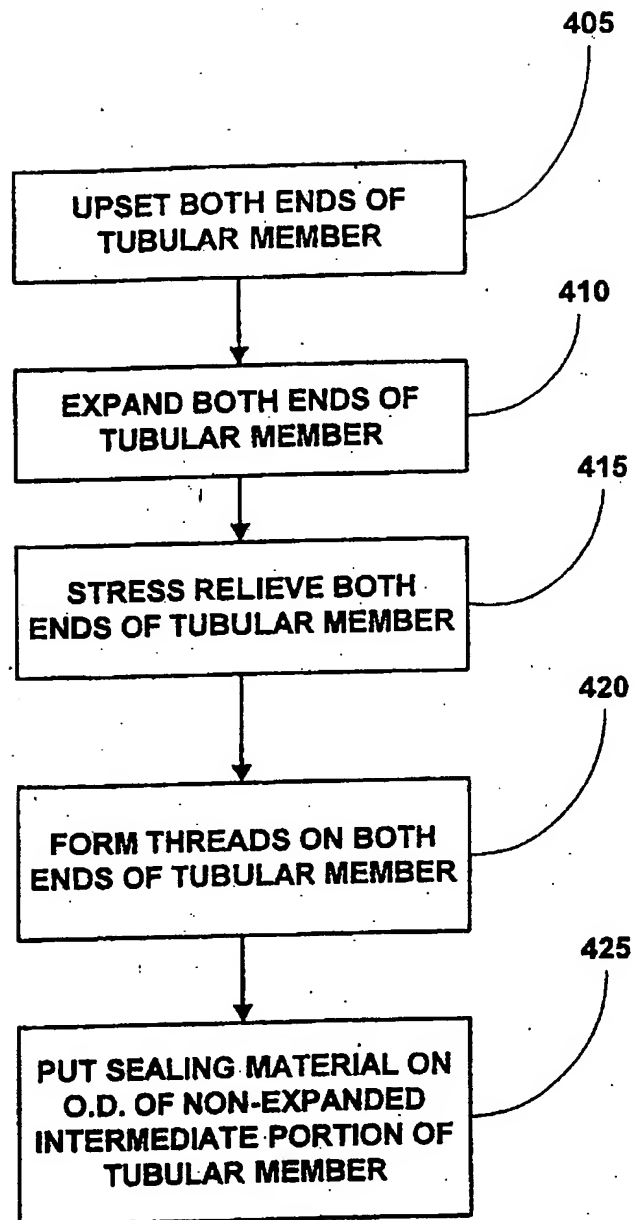 405
UPSET BOTH ENDS OF
TUBULAR MEMBER
410
EXPAND BOTH ENDS OF
TUBULAR MEMBER
415
STRESS RELIEVE BOTH
ENDS OF TUBULAR MEMBER
420
FORM THREADS ON BOTH
ENDS OF TUBULAR MEMBER
425
PUT SEALING MATERIAL ON
O.D. OF NON-EXPANDED
INTERMEDIATE PORTION OF
TUBULAR MEMBER